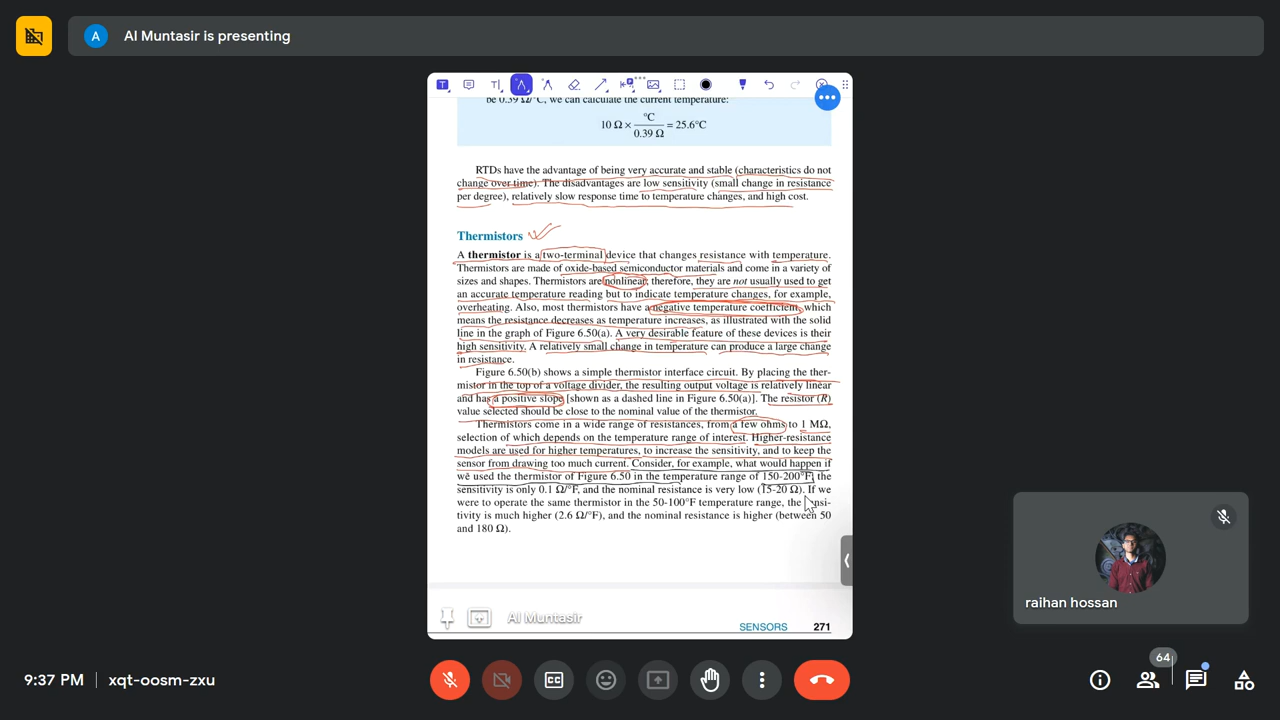 A
Al Muntasir is presenting
be 0.39 Ω/°C, we can calculate the current temperature:
10 Ω × °C / 0.39 Ω = 25.6°C
RTDs have the advantage of being very accurate and stable (characteristics do not
change over time). The disadvantages are low sensitivity (small change in resistance
per degree), relatively slow response time to temperature changes, and high cost.
Thermistors
A thermistor is a two-terminal device that changes resistance with temperature.
Thermistors are made of oxide-based semiconductor materials and come in a variety of
sizes and shapes. Thermistors are nonlinear; therefore, they are not usually used to get
an accurate temperature reading but to indicate temperature changes, for example,
overheating. Also, most thermistors have a negative temperature coefficient, which
means the resistance decreases as temperature increases, as illustrated with the solid
line in the graph of Figure 6.50(a). A very desirable feature of these devices is their
high sensitivity. A relatively small change in temperature can produce a large change
in resistance.
Figure 6.50(b) shows a simple thermistor interface circuit. By placing the ther-
mistor in the top of a voltage divider, the resulting output voltage is relatively linear
and has a positive slope [shown as a dashed line in Figure 6.50(a)]. The resistor (R)
value selected should be close to the nominal value of the thermistor.
Thermistors come in a wide range of resistances, from a few ohms to 1 MΩ,
selection of which depends on the temperature range of interest. Higher-resistance
models are used for higher temperatures, to increase the sensitivity, and to keep the
sensor from drawing too much current. Consider, for example, what would happen if
we used the thermistor of Figure 6.50 in the temperature range of 150-200°F; the
sensitivity is only 0.1 Ω/°F, and the nominal resistance is very low (15-20 Ω). If we
were to operate the same thermistor in the 50-100°F temperature range, the sensi-
tivity is much higher (2.6 Ω/°F), and the nominal resistance is higher (between 50
and 180 Ω).
Al Muntasir
SENSORS 271
raihan hossan
9:37 PM | xqt-oosm-zxu
CC
64